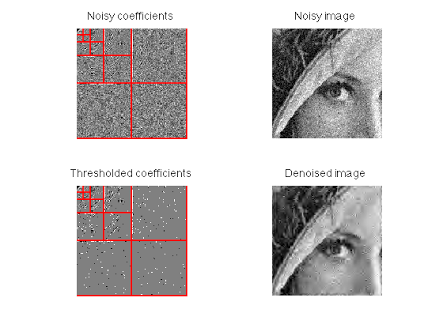 Noisy coefficients
Noisy image
Thresholded coefficients
Denoised image